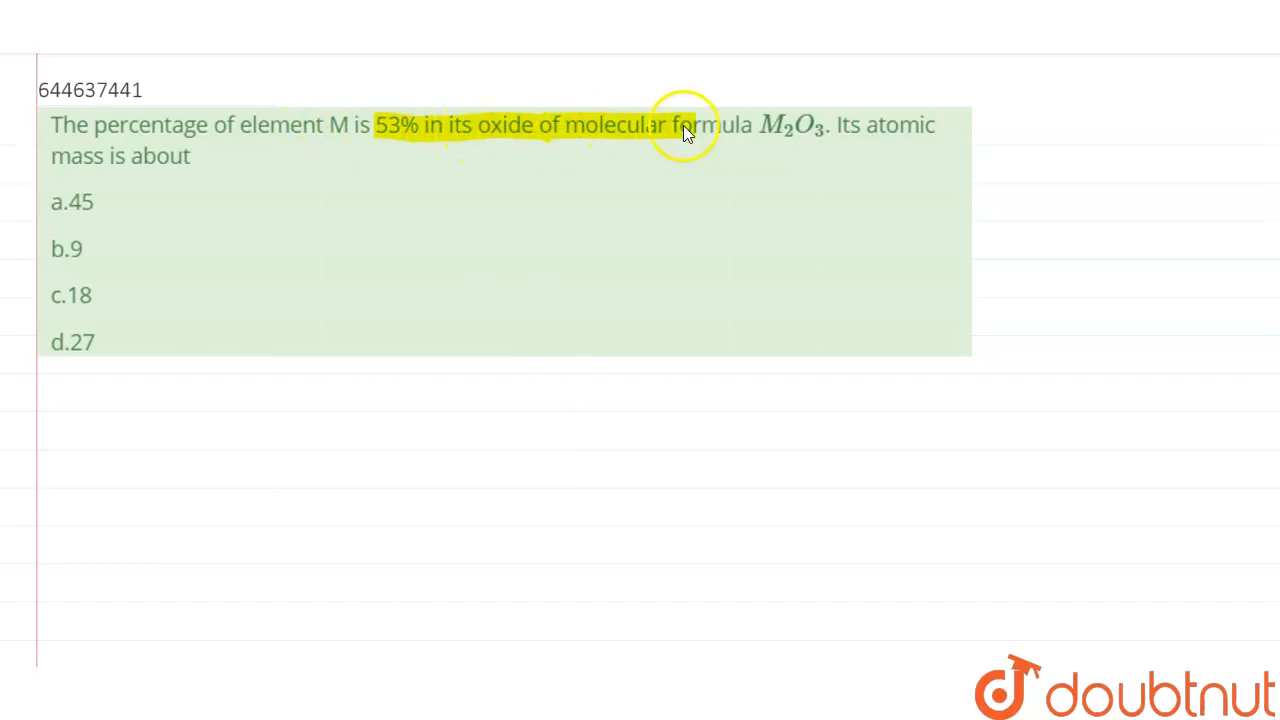 644637441
The percentage of element M is 53% in its oxide of molecular formula M₂O₃. Its atomic
mass is about
a.45
b.9
c.18
d.27
doubtnut